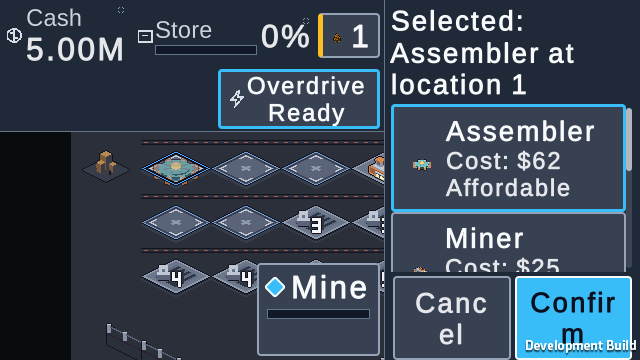 Cash
5.00M
Store
0%
1
Overdrive
Ready
Selected:
Assembler at
location 1
Assembler
Cost: $62
Affordable
Miner
Cost: $25
3
4
4
Mine
Canc
el
Confir
m
Development Build